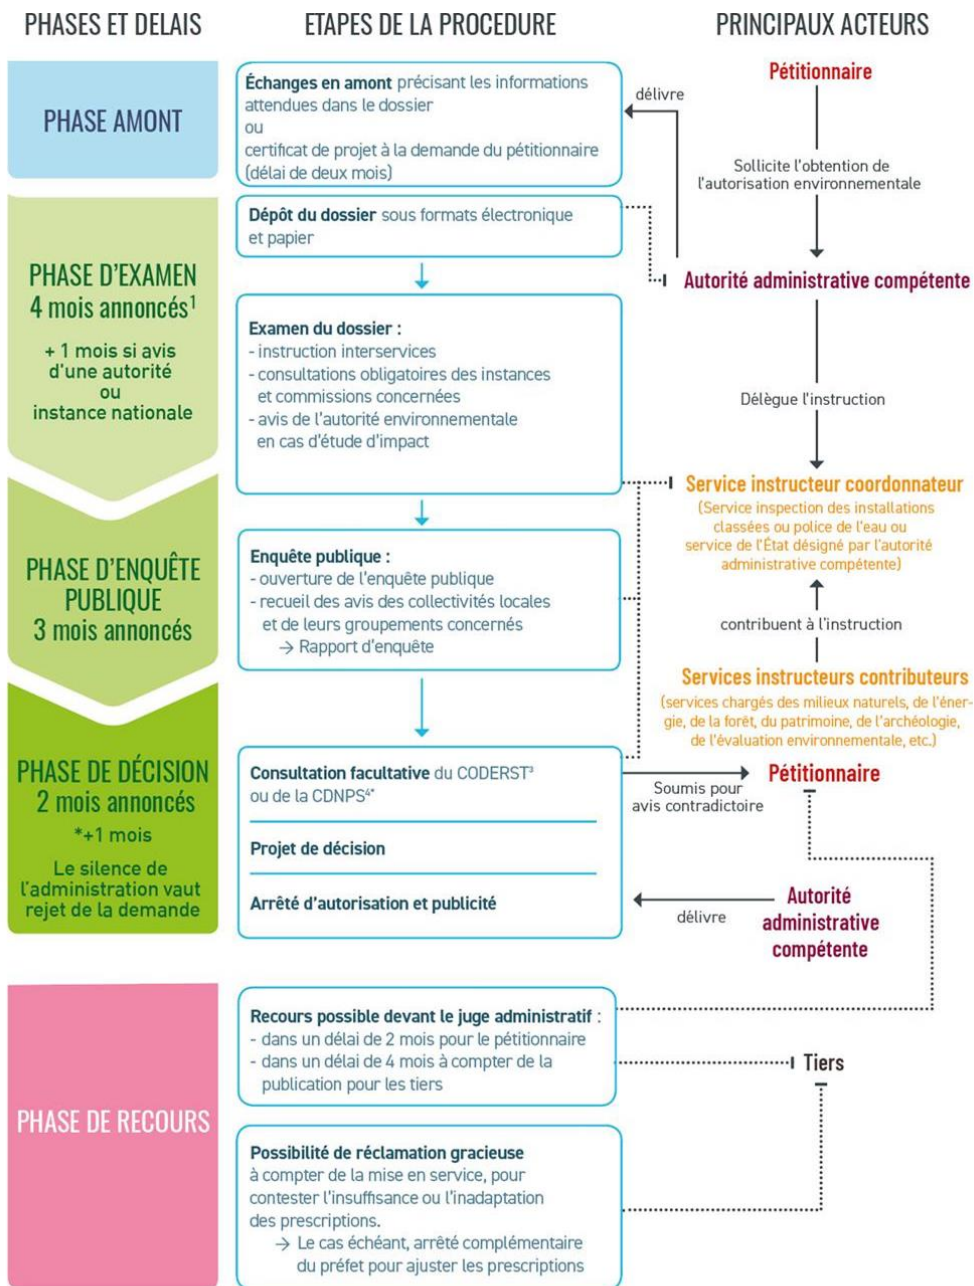 PHASES ET DELAIS
ETAPES DE LA PROCEDURE
PRINCIPAUX ACTEURS
PHASE AMONT
Échanges en amont précisant les informations
attendues dans le dossier
ou
certificat de projet à la demande du pétitionnaire
(délai de deux mois)
délivre
Pétitionnaire
Sollicite l'obtention de
l'autorisation environnementale
PHASE D'EXAMEN
4 mois annoncés¹
+ 1 mois si avis
d'une autorité
ou
instance nationale
Dépôt du dossier sous formats électronique
et papier
Autorité administrative compétente
Examen du dossier :
- instruction interservices
- consultations obligatoires des instances
et commissions concernées
- avis de l'autorité environnementale
en cas d'étude d'impact
Délègue l'instruction
Service instructeur coordonnateur
(Service inspection des installations
classées ou police de l'eau ou
service de l'État désigné par l'autorité
administrative compétente)
PHASE D'ENQUÊTE
PUBLIQUE
3 mois annoncés
Enquête publique :
- ouverture de l'enquête publique
- recueil des avis des collectivités locales
et de leurs groupements concernés
→ Rapport d'enquête
contribuent à l'instruction
Services instructeurs contributeurs
(services chargés des milieux naturels, de l'éner-
gie, de la forêt, du patrimoine, de l'archéologie,
de l'évaluation environnementale, etc.)
PHASE DE DÉCISION
2 mois annoncés
*+1 mois
Le silence de
l'administration vaut
rejet de la demande
Consultation facultative du CODERST³
ou de la CDNPS⁴*
Projet de décision
Arrêté d'autorisation et publicité
Soumis pour
avis contradictoire
Pétitionnaire
délivre
Autorité
administrative
compétente
PHASE DE RECOURS
Recours possible devant le juge administratif :
- dans un délai de 2 mois pour le pétitionnaire
- dans un délai de 4 mois à compter de la
publication pour les tiers
Tiers
Possibilité de réclamation gracieuse
à compter de la mise en service, pour
contester l'insuffisance ou l'inadaptation
des prescriptions.
→ Le cas échéant, arrêté complémentaire
du préfet pour ajuster les prescriptions